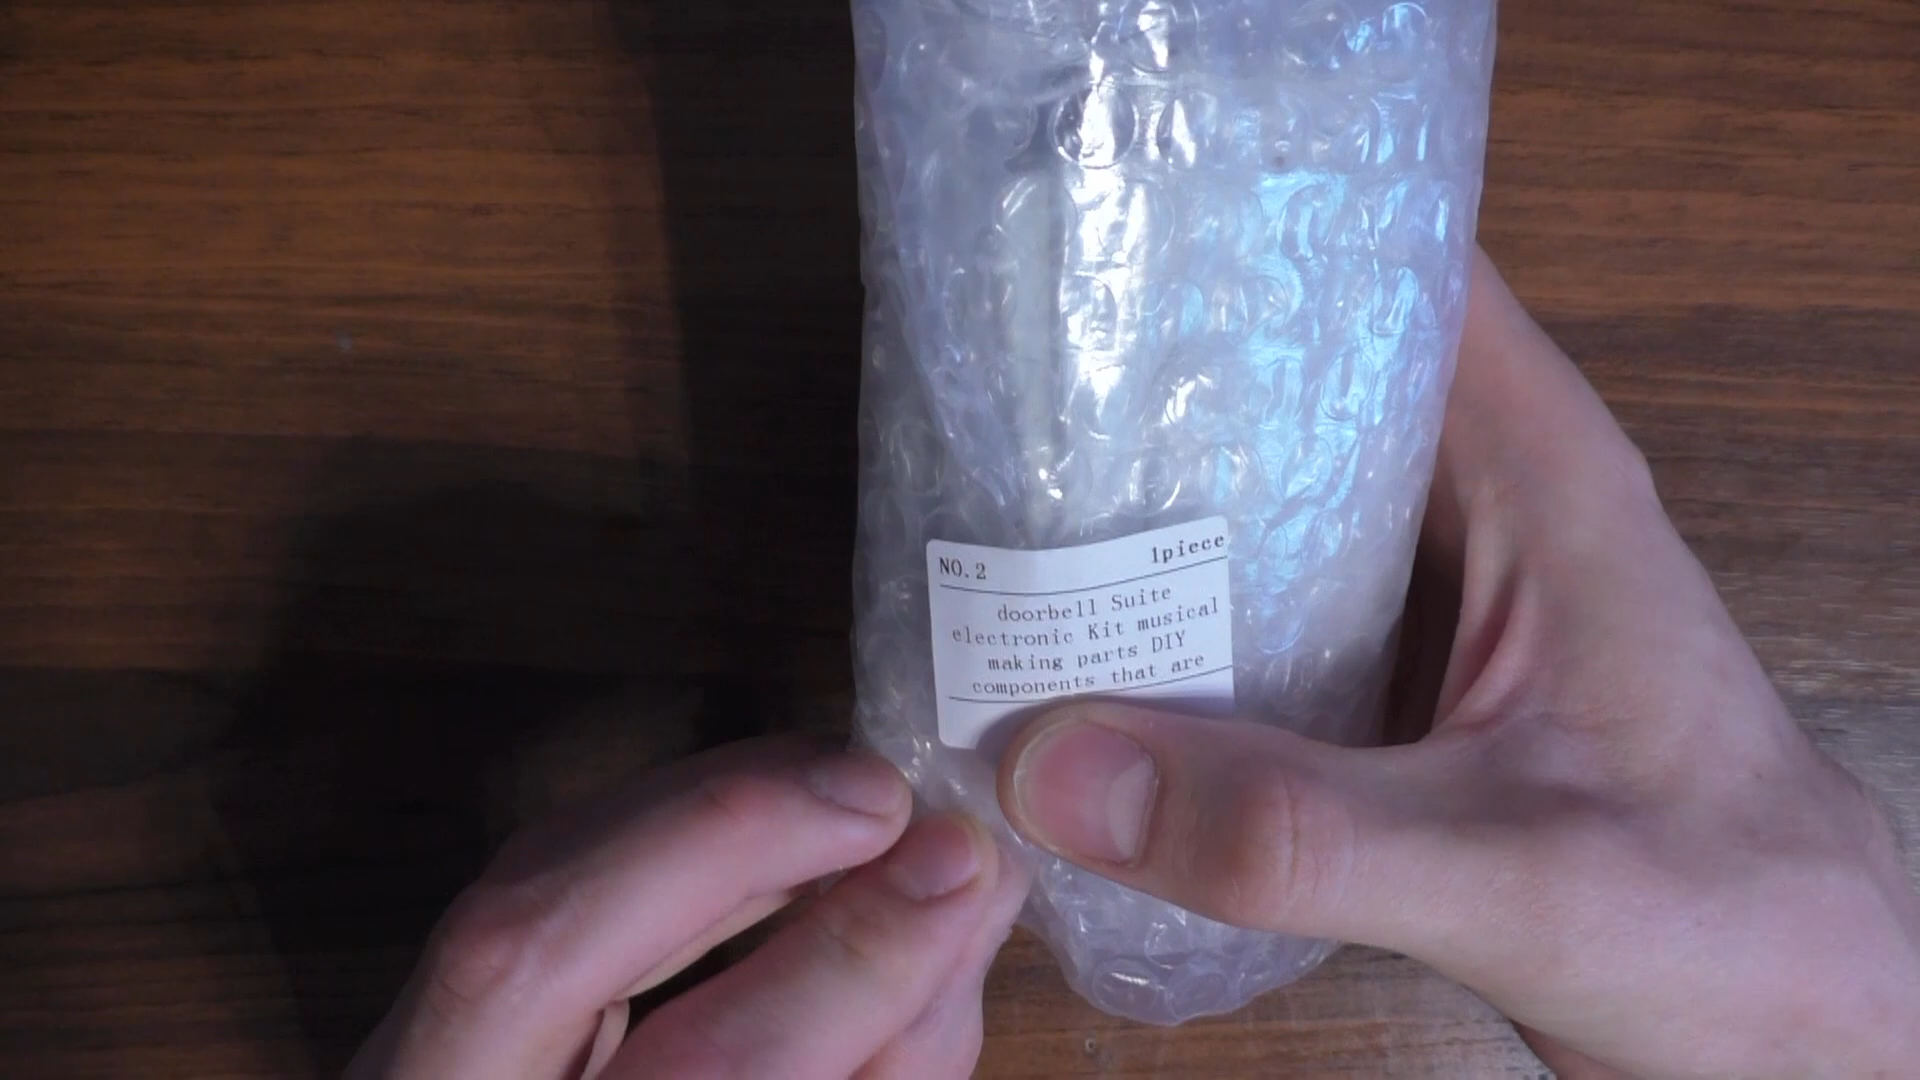 NO.2 1piece
doorbell Suite
electronic Kit musical
making parts DIY
components that are